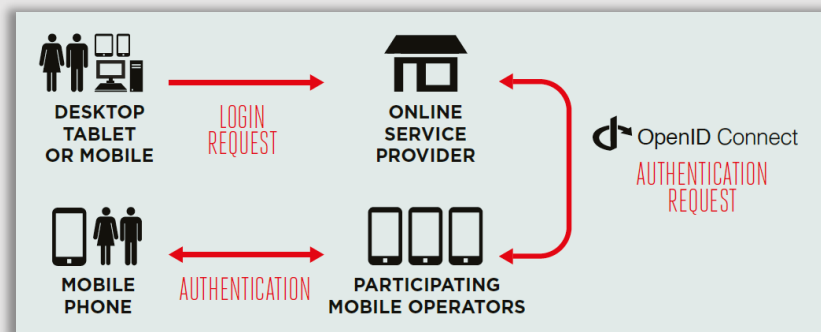 DESKTOP
TABLET
OR MOBILE
LOGIN
REQUEST
ONLINE
SERVICE
PROVIDER
OpenID Connect
AUTHENTICATION
REQUEST
MOBILE
PHONE
AUTHENTICATION
PARTICIPATING
MOBILE OPERATORS